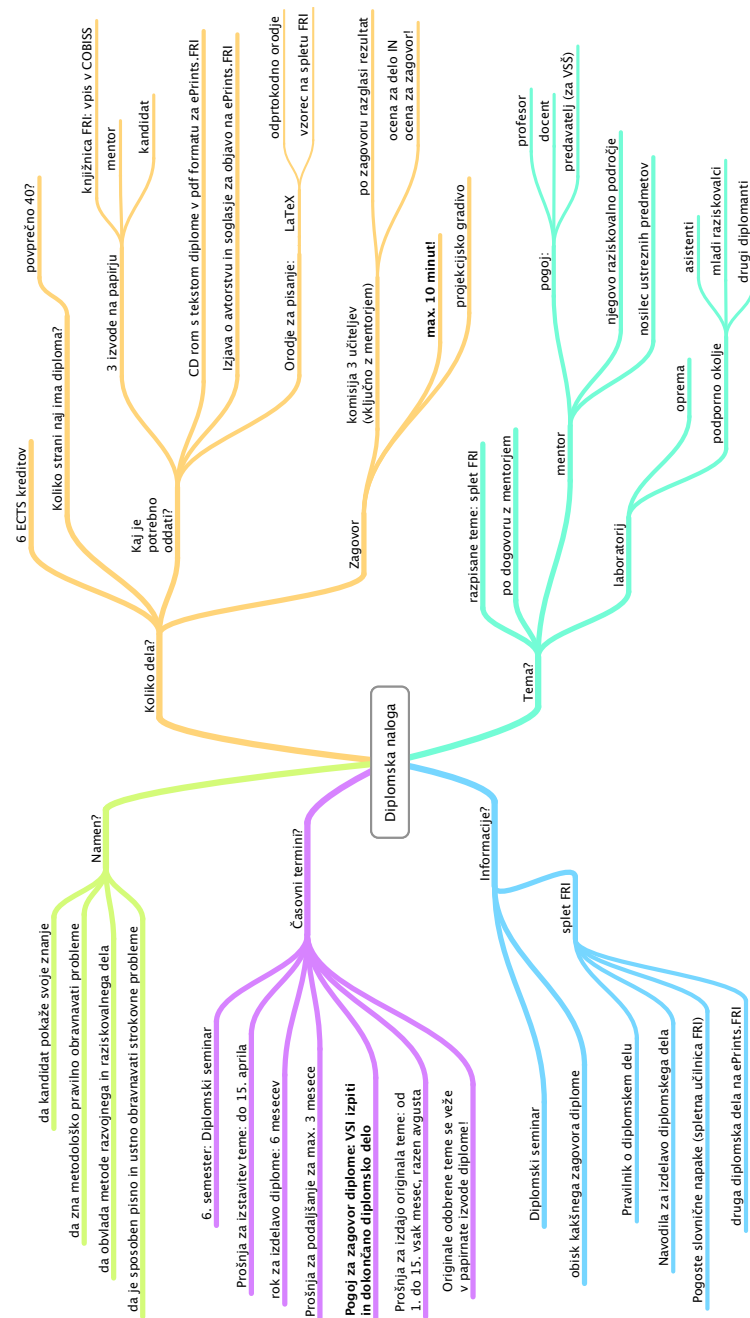 Diplomska naloga
Namen?
da kandidat pokaže svoje znanje
da zna metodološko pravilno obravnavati probleme
da obvlada metode razvojnega in raziskovalnega dela
da je sposoben pisno in ustno obravnavati strokovne probleme
Časovni termini?
6. semester: Diplomski seminar
Prošnja za izstavitev teme: do 15. aprila
rok za izdelavo diplome: 6 mesecev
Prošnja za podaljšanje za max. 3 mesece
Pogoj za zagovor diplome: VSI izpiti
in dokončano diplomsko delo
Prošnja za izdajo originala teme: od
1. do 15. vsak mesec, razen avgusta
Originale odobrene teme se veže
v papirnate izvode diplome!
Informacije?
Diplomski seminar
obisk kakšnega zagovora diplome
splet FRI
Pravilnik o diplomskem delu
Navodila za izdelavo diplomskega dela
Pogoste slovnične napake (spletna učilnica FRI)
druga diplomska dela na ePrints.FRI
Koliko dela?
6 ECTS kreditov
Koliko strani naj ima diploma?
povprečno 40?
Kaj je
potrebno
oddati?
3 izvode na papirju
knjižnica FRI: vpis v COBISS
mentor
kandidat
CD rom s tekstom diplome v pdf formatu za ePrints.FRI
Izjava o avtorstvu in soglasje za objavo na ePrints.FRI
Orodje za pisanje:
LaTeX
odprtokodno orodje
vzorec na spletu FRI
Zagovor
komisija 3 učiteljev
(vključno z mentorjem)
po zagovoru razglasi rezultat
ocena za delo IN
ocena za zagovor!
max. 10 minut!
projekcijsko gradivo
Tema?
razpisane teme: splet FRI
po dogovoru z mentorjem
mentor
pogoj:
profesor
docent
predavatelj (za VSŠ)
njegovo raziskovalno področje
nosilec ustreznih predmetov
laboratorij
oprema
podporno okolje
asistenti
mladi raziskovalci
drugi diplomanti